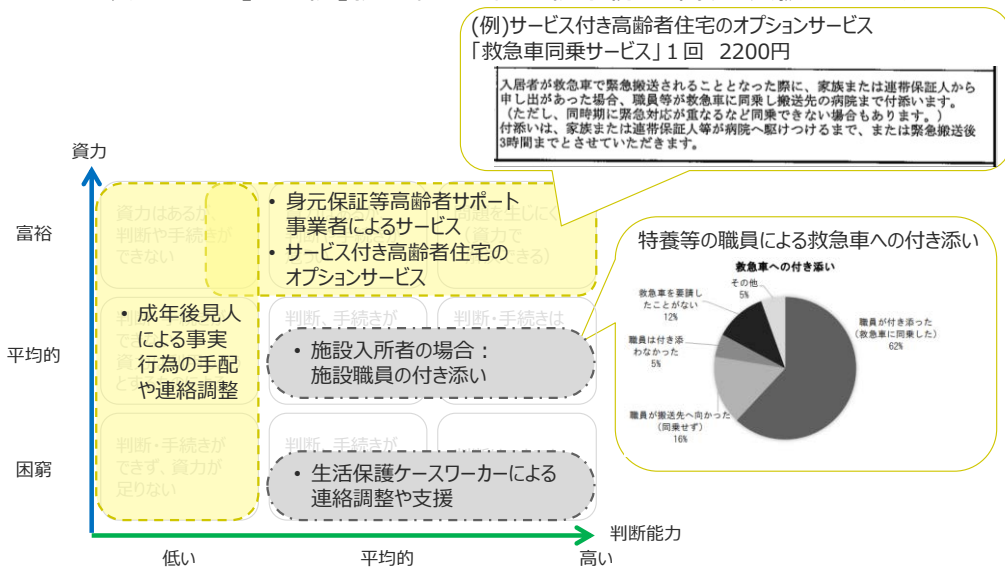 (例)サービス付き高齢者住宅のオプションサービス
「救急車同乗サービス」1回 2200円
入居者が救急車で緊急搬送されることとなった際に、家族または連帯保証人から
申し出があった場合、職員等が救急車に同乗し搬送先の病院まで付添います。
(ただし、同時期に緊急対応が重なるなど同乗できない場合もあります。)
付添いは、家族または連帯保証人等が病院へ駆けつけるまで、または緊急搬送後
3時間までとさせていただきます。
資力
富裕
平均的
困窮
資力はあるが、
判断や手続きが
できない
• 身元保証等高齢者サポート
事業者によるサービス
• サービス付き高齢者住宅の
オプションサービス
• 成年後見人
による事実
行為の手配
や連絡調整
判断、手続きが
判断・手続きは
• 施設入所者の場合：
施設職員の付き添い
判断・手続きが
できず、資力が
足りない
判断、手続きが
• 生活保護ケースワーカーによる
連絡調整や支援
特養等の職員による救急車への付き添い
救急車への付き添い
その他
5%
救急車を要請し
たことがない
12%
職員は付き添
わなかった
5%
職員が搬送先へ向かった
(同乗せず)
16%
職員が付き添った
(救急車に同乗した)
62%
判断能力
低い
平均的
高い